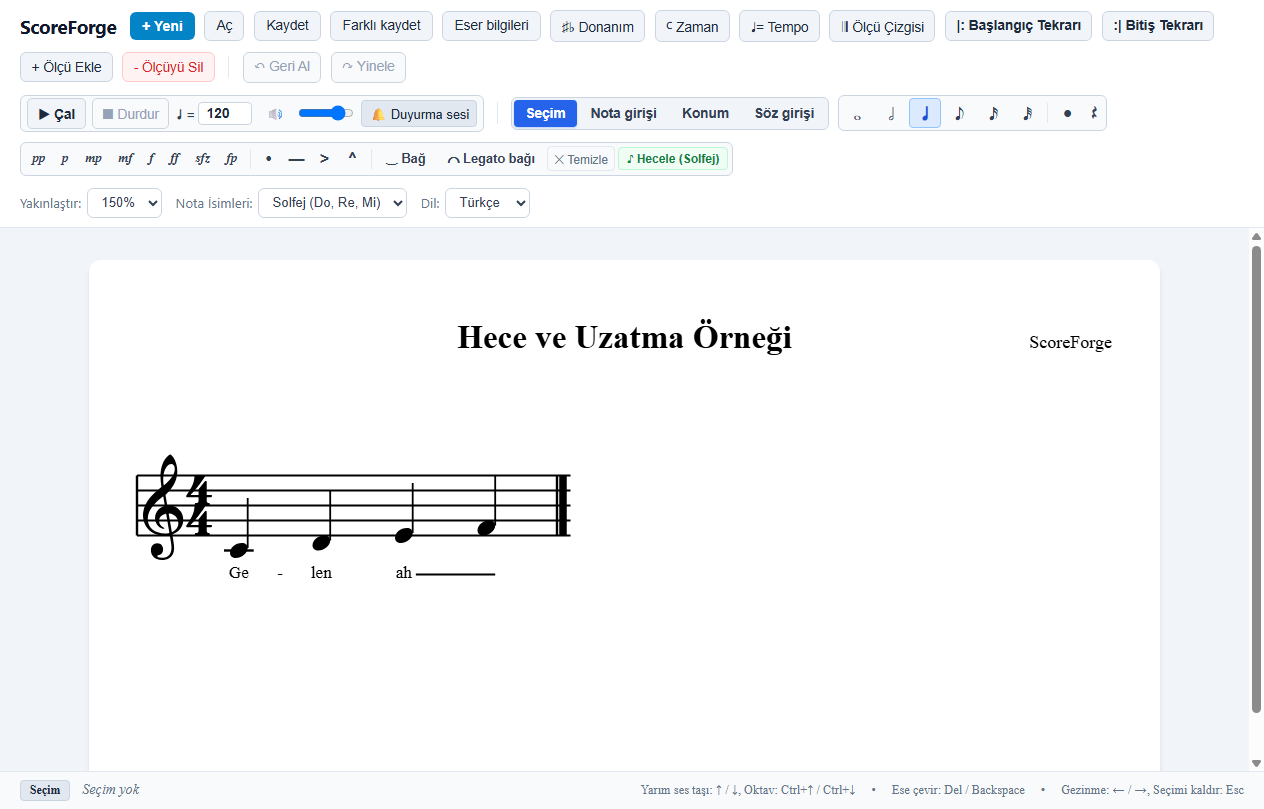 ScoreForge + Yeni Aç Kaydet Farklı kaydet Eser bilgileri ♯♭ Donanım 𝄴 Zaman ♩= Tempo Ölçü Çizgisi |: Başlangıç Tekrarı :| Bitiş Tekrarı
+ Ölçü Ekle - Ölçüyü Sil ↶ Geri Al ↷ Yinele
▶ Çal ■ Durdur ♩ = 120 🔊 🔔 Duyurma sesi Seçim Nota girişi Konum Söz girişi
pp p mp mf f ff sfz fp • — > ^ Bağ Legato bağı Temizle ♪ Hecele (Solfej)
Yakınlaştır: 150% Nota İsimleri: Solfej (Do, Re, Mi) Dil: Türkçe
Hece ve Uzatma Örneği
ScoreForge
4
4
Ge - len ah
Seçim Seçim yok Yarım ses taşı: ↑ / ↓, Oktav: Ctrl+↑ / Ctrl+↓ • Ese çevir: Del / Backspace • Gezinme: ← / →, Seçimi kaldır: Esc